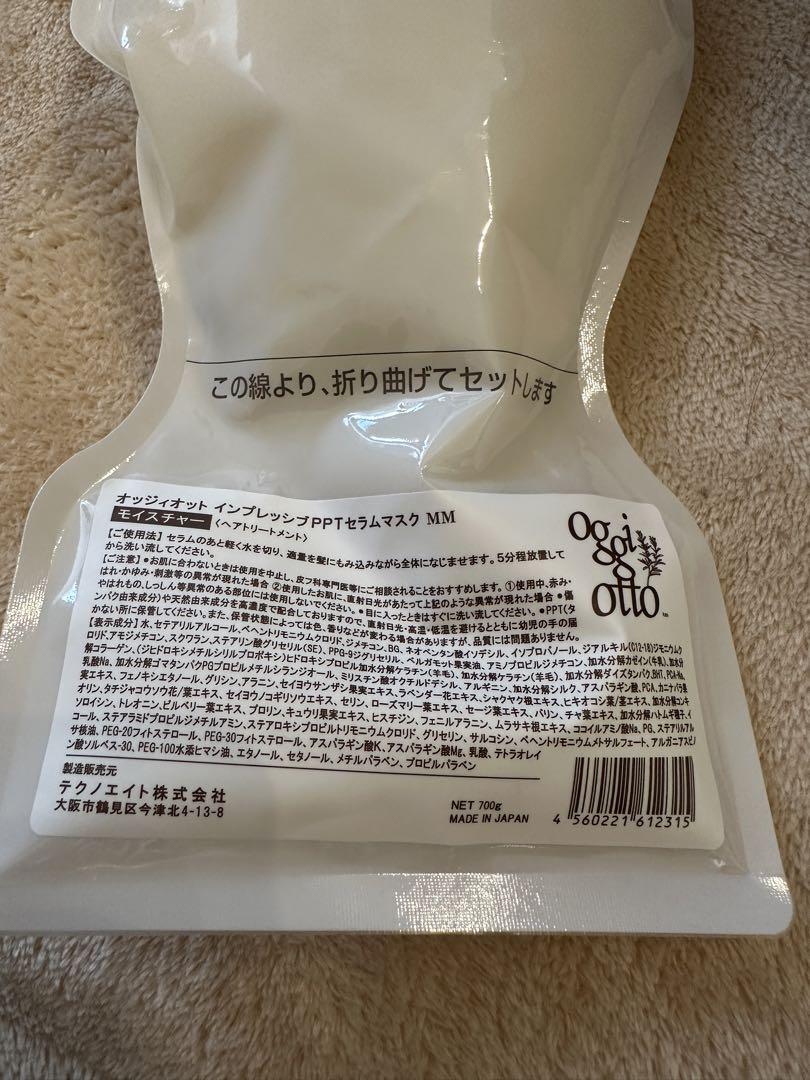 この線より、折り曲げてセットします
オッジィオット インプレッシブPPTセラムマスク MM
モイスチャー 〈ヘアトリートメント〉
Oggi
otto
【ご使用法】セラムのあと軽く水を切り、適量を髪にもみ込みながら全体になじませます。5分程放置して
から洗い流してください。
【ご注意】●お肌に合わないときは使用を中止し、皮フ科専門医等にご相談されることをおすすめします。①使用中、赤み・
はれ・かゆみ・刺激等の異常が現れた場合 ②使用したお肌に、直射日光があたって上記のような異常が現れた場合 ●傷
やはれもの、しっしん等異常のある部位には使用しないでください。●目に入ったときはすぐに洗い流してください。●PPT(タ
ンパク由来成分)や天然由来成分を高濃度で配合しておりますので、直射日光・高温・低温を避けるとともに幼児の手の届
かない所に保管してください。また、保管状態によっては色、香りなどが変わる場合がありますが、品質には問題ありません。
【表示成分】水、セテアリルアルコール、ベヘントリモニウムクロリド、ジメチコン、BG、ネオペンタン酸イソデシル、イソプロパノール、ジアルキル(C12-18)ジモニウムク
ロリド、アモジメチコン、スクワラン、ステアリン酸グリセリル(SE)、PPG-9ジグリセリル、ベルガモット果実油、アミノプロピルジメチコン、加水分解カゼイン(牛乳)、加水分
解コラーゲン、(ジヒドロキシメチルシリルプロポキシ)ヒドロキシプロピル加水分解ケラチン(羊毛)、加水分解ケラチン(羊毛)、加水分解ダイズタンパク、BHT、PCA-Na、
乳酸Na、加水分解ゴマタンパクPGプロピルメチルシランジオール、ミリスチン酸オクチルドデシル、アルギニン、加水分解シルク、アスパラギン酸、PCA、カニナバラ果
実エキス、フェノキシエタノール、グリシン、アラニン、セイヨウサンザシ果実エキス、ラベンダー花エキス、シャクヤク根エキス、ヒキオコシ葉/茎エキス、加水分解コンキ
オリン、タチジャコウソウ花/葉エキス、セイヨウノコギリソウエキス、セリン、ローズマリー葉エキス、セージ葉エキス、バリン、チャ葉エキス、加水分解ハトムギ種子、イ
ソロイシン、トレオニン、ビルベリー葉エキス、プロリン、キュウリ果実エキス、ヒスチジン、フェニルアラニン、ムラサキ根エキス、ココイルアミノ酸Na、PG、ステアリルアル
コール、ステアラミドプロピルジメチルアミン、ステアロキシプロピルトリモニウムクロリド、グリセリン、サルコシン、ベヘントリモニウムメトサルフェート、アルガニアスピノ
サ核油、PEG-20フィトステロール、PEG-30フィトステロール、アスパラギン酸K、アスパラギン酸Mg、乳酸、テトラオレイ
ン酸ソルベス-30、PEG-100水添ヒマシ油、エタノール、セタノール、メチルパラベン、プロピルパラベン
製造販売元
テクノエイト株式会社
大阪市鶴見区今津北4-13-8
NET 700g
MADE IN JAPAN
4 560221 612315